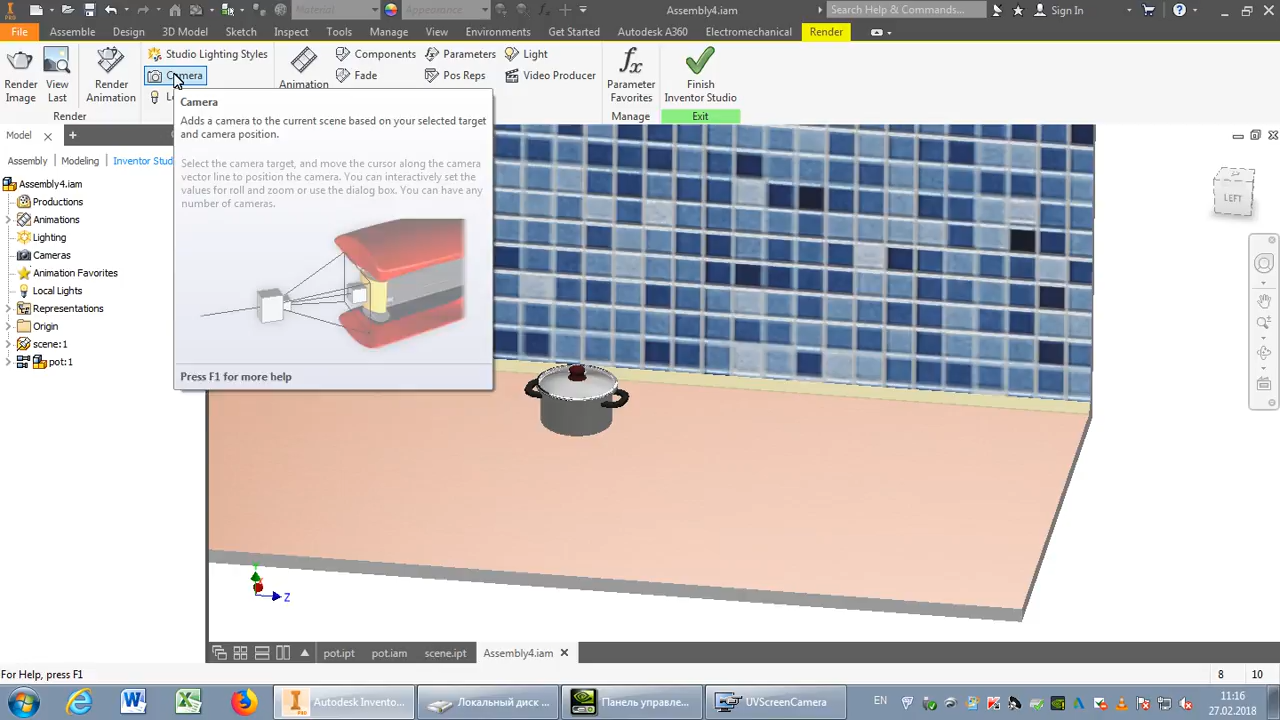 Material
Appearance
Assembly4.iam
Search Help & Commands...
Sign In
File
Assemble
Design
3D Model
Sketch
Inspect
Tools
Manage
View
Environments
Get Started
Autodesk A360
Electromechanical
Render
Render Image
View Last
Render Animation
Studio Lighting Styles
Camera
Animation
Components
Fade
Parameters
Pos Reps
Light
Video Producer
Parameter Favorites
Finish Inventor Studio
Render
Manage
Exit
Camera
Adds a camera to the current scene based on your selected target
and camera position.
Select the camera target, and move the cursor along the camera
vector line to position the camera. You can interactively set the
values for roll and zoom or use the dialog box. You can have any
number of cameras.
Press F1 for more help
Model
Assembly
Modeling
Inventor Stud
Assembly4.iam
Productions
Animations
Lighting
Cameras
Animation Favorites
Local Lights
Representations
Origin
scene:1
pot:1
LEFT
Z
pot.ipt
pot.iam
scene.ipt
Assembly4.iam
For Help, press F1
8
10
Autodesk Invento...
Локальный диск ...
Панель управле...
UVScreenCamera
EN
11:16
27.02.2018